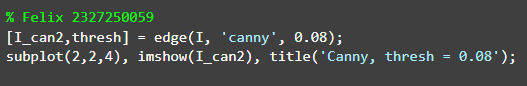 % Felix 2327250059
[I_can2,thresh] = edge(I, 'canny', 0.08);
subplot(2,2,4), imshow(I_can2), title('Canny, thresh = 0.08');